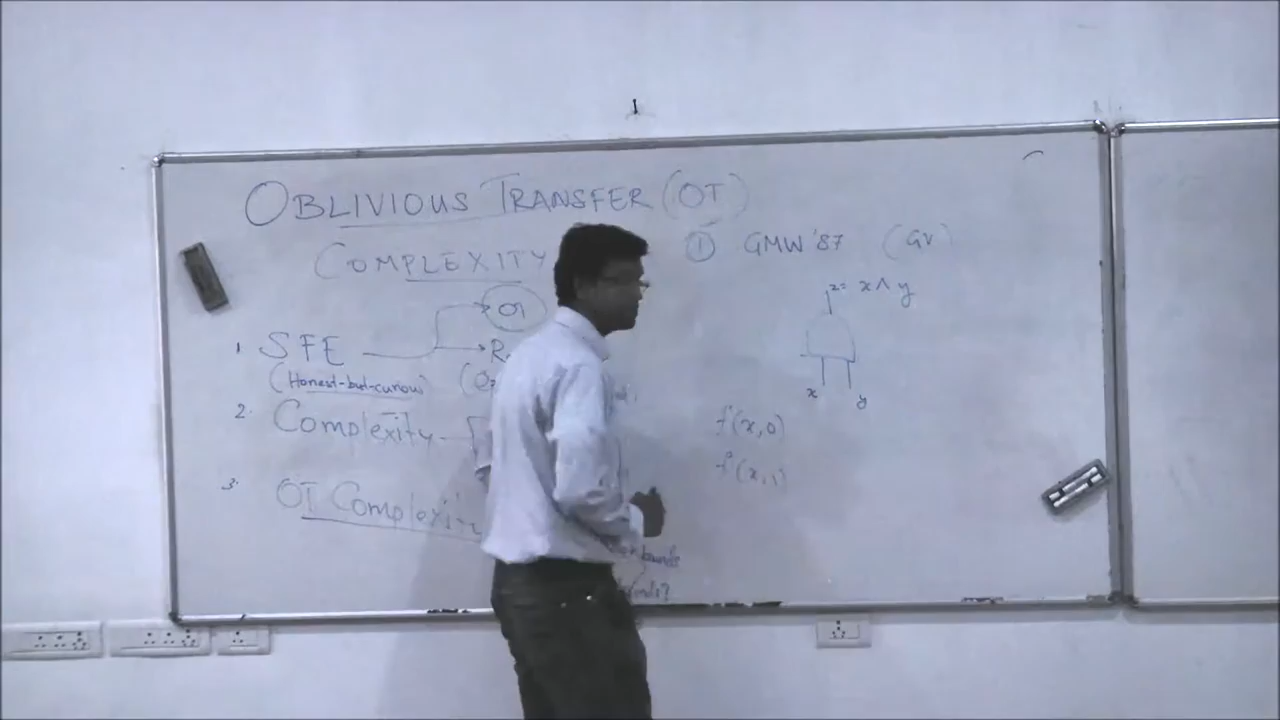 OBLIVIOUS TRANSFER (OT)
COMPLEXITY
1. SFE
OT
(Honest-but-curious)
2. Complexity
3. OT
bounds
① GMW '87 (GV)
z = x ∧ y
x y
f(x,0)
f(x,1)